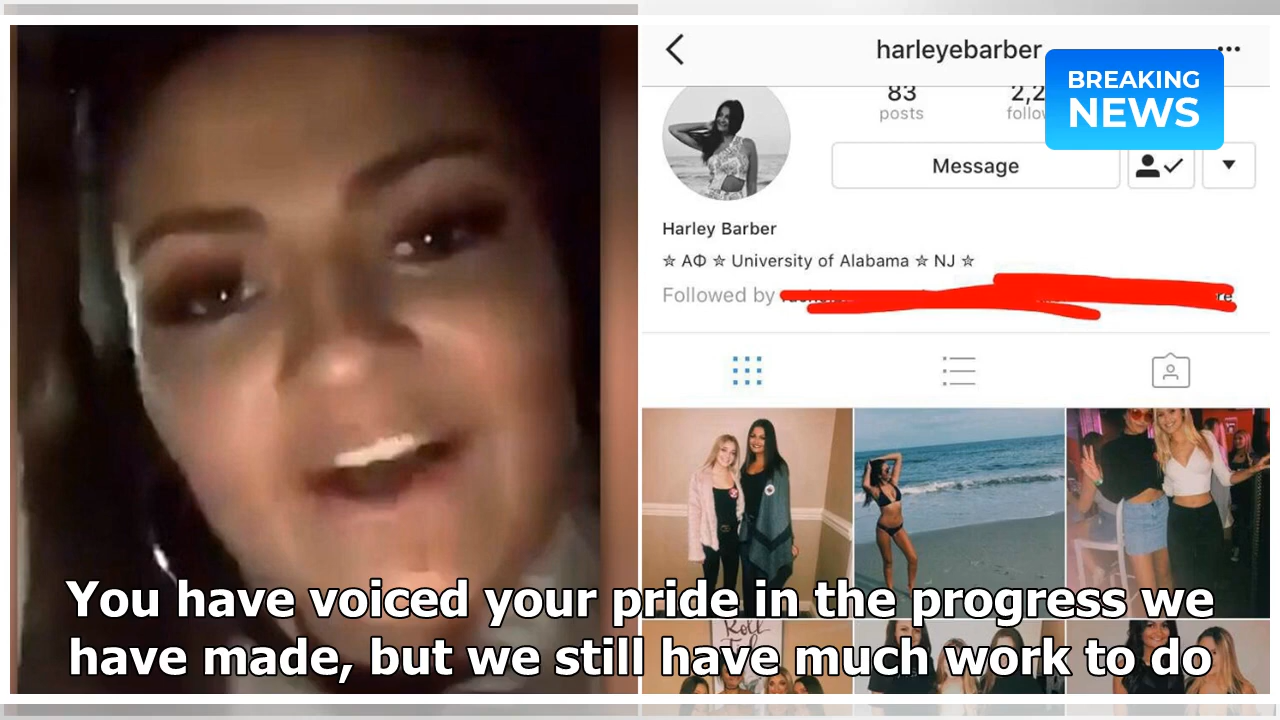 harleyebarber
BREAKING
NEWS
83
posts
Message
Harley Barber
☆ ΑΦ ☆ University of Alabama ☆ NJ ☆
Followed by
Roll
You have voiced your pride in the progress we
have made, but we still have much work to do